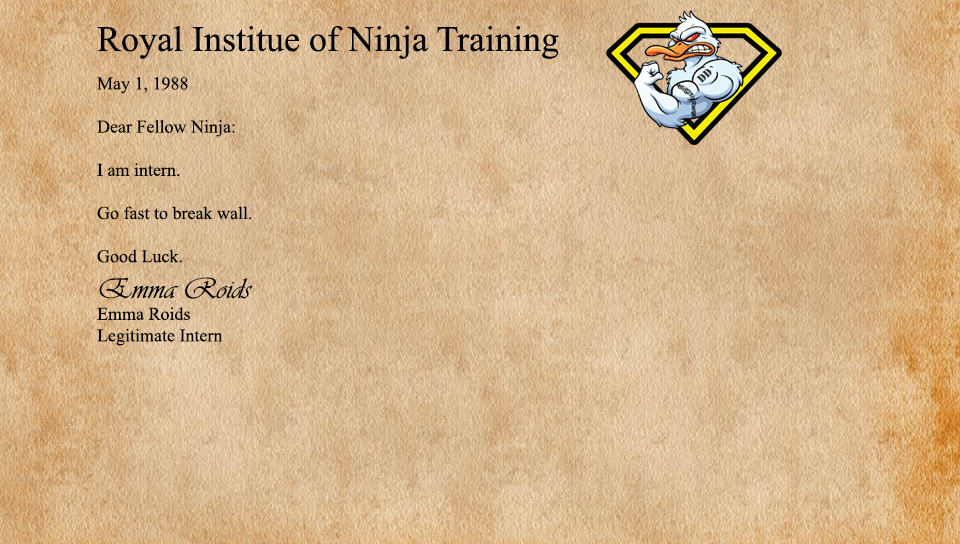 Royal Institue of Ninja Training
May 1, 1988
Dear Fellow Ninja:
I am intern.
Go fast to break wall.
Good Luck.
Emma Roids
Emma Roids
Legitimate Intern
DD